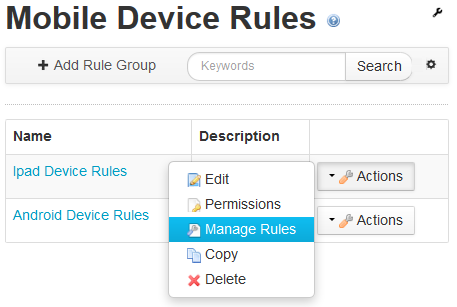 Mobile Device Rules
Add Rule Group Keywords Search
Name Description
Ipad Device Rules Actions
Edit
Permissions
Android Device Rules Actions
Manage Rules
Copy
Delete